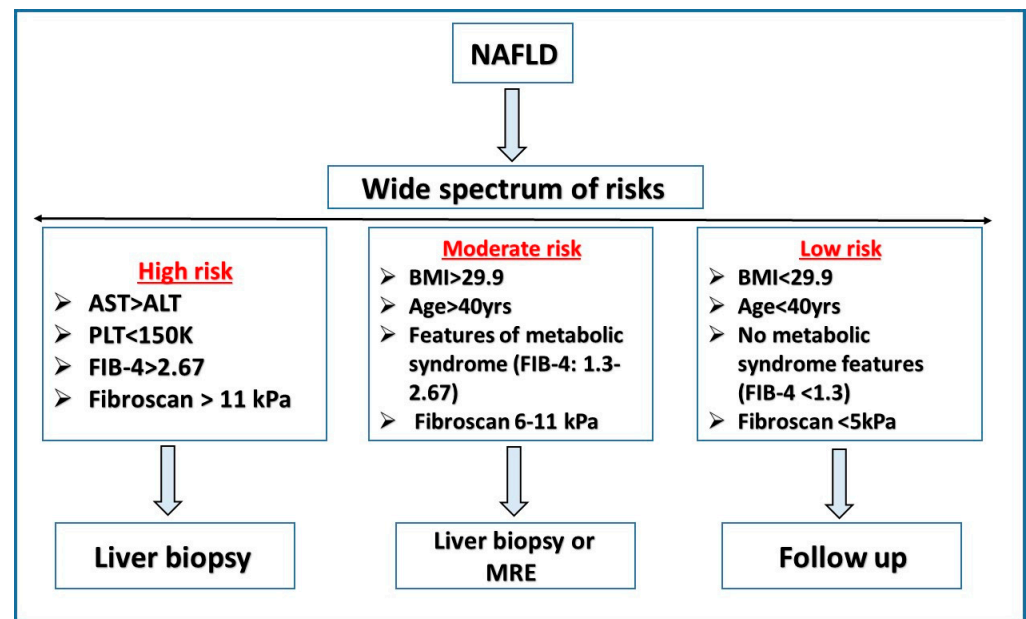 NAFLD
Wide spectrum of risks
High risk
➢ AST>ALT
➢ PLT<150K
➢ FIB-4>2.67
➢ Fibroscan > 11 kPa
Moderate risk
➢ BMI>29.9
➢ Age>40yrs
➢ Features of metabolic
syndrome (FIB-4: 1.3-
2.67)
➢ Fibroscan 6-11 kPa
Low risk
➢ BMI<29.9
➢ Age<40yrs
➢ No metabolic
syndrome features
(FIB-4 <1.3)
➢ Fibroscan <5kPa
Liver biopsy
Liver biopsy or
MRE
Follow up